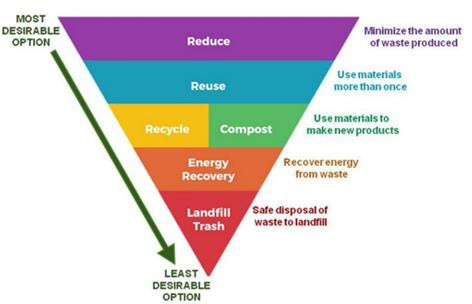 MOST
DESIRABLE
OPTION
Reduce
Minimize the amount
of waste produced
Reuse
Use materials
more than once
Recycle
Compost
Use materials to
make new products
Energy
Recovery
Recover energy
from waste
Landfill
Trash
Safe disposal of
waste to landfill
LEAST
DESIRABLE
OPTION